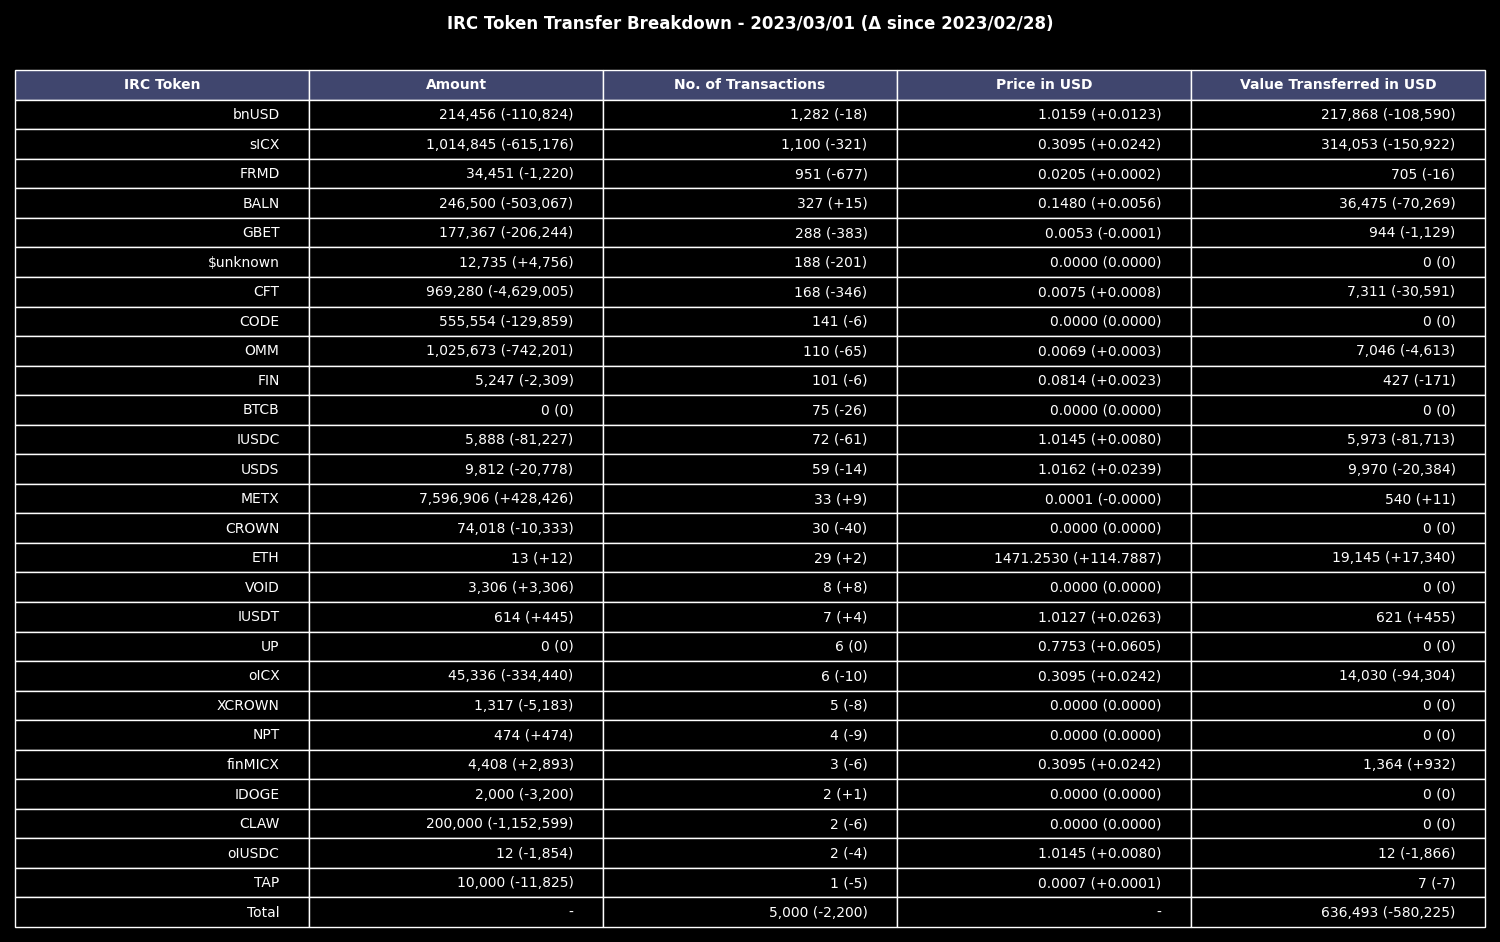 IRC Token Transfer Breakdown - 2023/03/01 (Δ since 2023/02/28)
IRC Token Amount No. of Transactions Price in USD Value Transferred in USD
bnUSD 214,456 (-110,824) 1,282 (-18) 1.0159 (+0.0123) 217,868 (-108,590)
sICX 1,014,845 (-615,176) 1,100 (-321) 0.3095 (+0.0242) 314,053 (-150,922)
FRMD 34,451 (-1,220) 951 (-677) 0.0205 (+0.0002) 705 (-16)
BALN 246,500 (-503,067) 327 (+15) 0.1480 (+0.0056) 36,475 (-70,269)
GBET 177,367 (-206,244) 288 (-383) 0.0053 (-0.0001) 944 (-1,129)
$unknown 12,735 (+4,756) 188 (-201) 0.0000 (0.0000) 0 (0)
CFT 969,280 (-4,629,005) 168 (-346) 0.0075 (+0.0008) 7,311 (-30,591)
CODE 555,554 (-129,859) 141 (-6) 0.0000 (0.0000) 0 (0)
OMM 1,025,673 (-742,201) 110 (-65) 0.0069 (+0.0003) 7,046 (-4,613)
FIN 5,247 (-2,309) 101 (-6) 0.0814 (+0.0023) 427 (-171)
BTCB 0 (0) 75 (-26) 0.0000 (0.0000) 0 (0)
IUSDC 5,888 (-81,227) 72 (-61) 1.0145 (+0.0080) 5,973 (-81,713)
USDS 9,812 (-20,778) 59 (-14) 1.0162 (+0.0239) 9,970 (-20,384)
METX 7,596,906 (+428,426) 33 (+9) 0.0001 (-0.0000) 540 (+11)
CROWN 74,018 (-10,333) 30 (-40) 0.0000 (0.0000) 0 (0)
ETH 13 (+12) 29 (+2) 1471.2530 (+114.7887) 19,145 (+17,340)
VOID 3,306 (+3,306) 8 (+8) 0.0000 (0.0000) 0 (0)
IUSDT 614 (+445) 7 (+4) 1.0127 (+0.0263) 621 (+455)
UP 0 (0) 6 (0) 0.7753 (+0.0605) 0 (0)
oICX 45,336 (-334,440) 6 (-10) 0.3095 (+0.0242) 14,030 (-94,304)
XCROWN 1,317 (-5,183) 5 (-8) 0.0000 (0.0000) 0 (0)
NPT 474 (+474) 4 (-9) 0.0000 (0.0000) 0 (0)
finMICX 4,408 (+2,893) 3 (-6) 0.3095 (+0.0242) 1,364 (+932)
IDOGE 2,000 (-3,200) 2 (+1) 0.0000 (0.0000) 0 (0)
CLAW 200,000 (-1,152,599) 2 (-6) 0.0000 (0.0000) 0 (0)
oIUSDC 12 (-1,854) 2 (-4) 1.0145 (+0.0080) 12 (-1,866)
TAP 10,000 (-11,825) 1 (-5) 0.0007 (+0.0001) 7 (-7)
Total - 5,000 (-2,200) - 636,493 (-580,225)